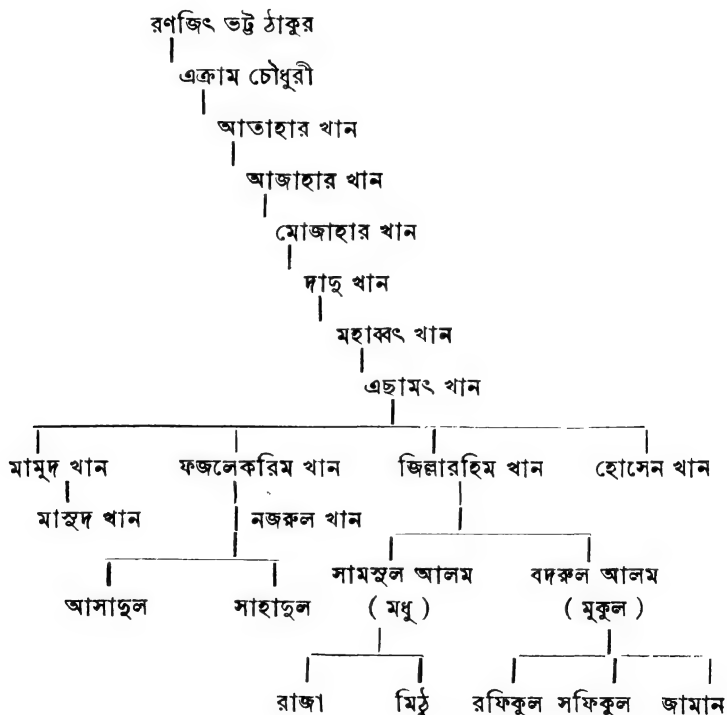 রণজিৎ ভট্ট ঠাকুর
এক্রাম চৌধুরী
আতাহার খান
আজাহার খান
মোজাহার খান
দাদু খান
মহাব্বৎ খান
এছামৎ খান
মামুদ খান ফজলেকরিম খান জিল্লারহিম খান হোসেন খান
মাসুদ খান নজরুল খান
আসাদুল সাহাদুল সামসুল আলম বদরুল আলম
( মধু ) ( মুকুল )
রাজা মিঠু রফিকুল সফিকুল জামান